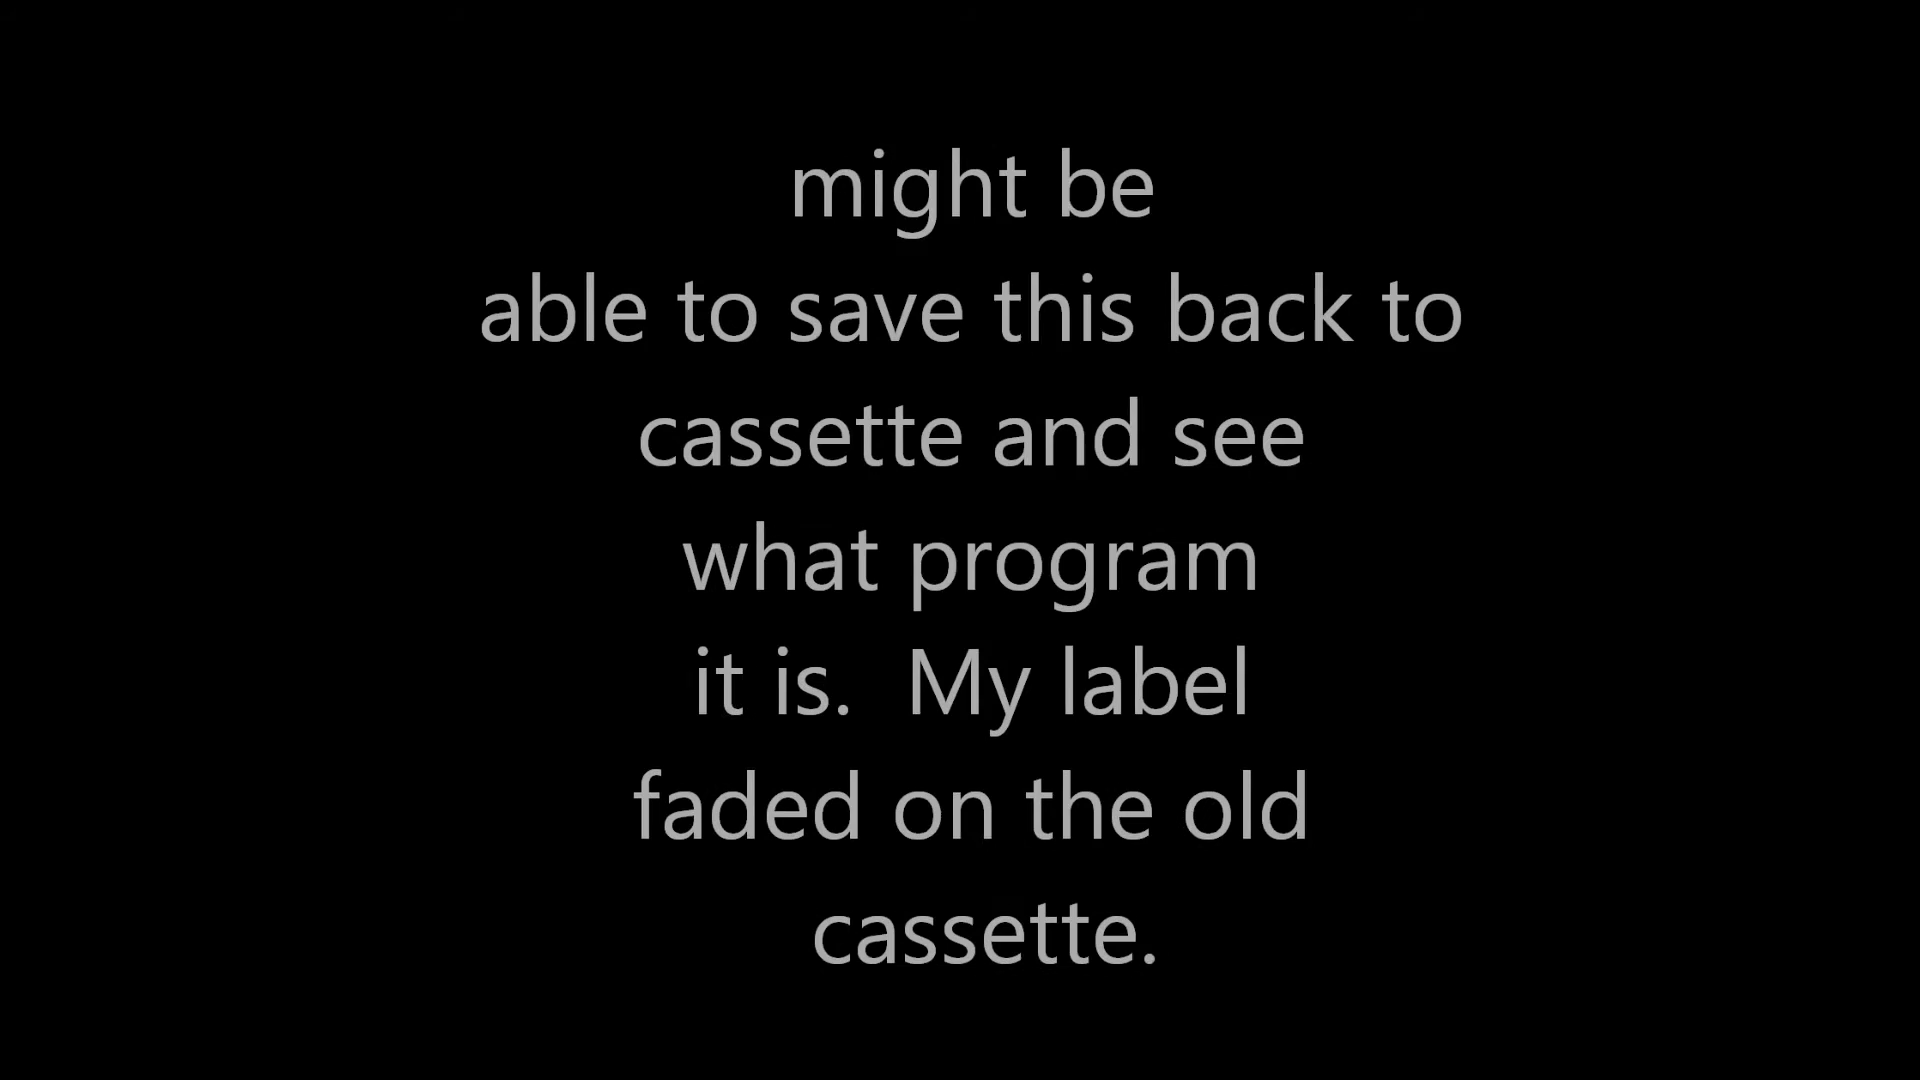 might be
able to save this back to
cassette and see
what program
it is.  My label
faded on the old
cassette.